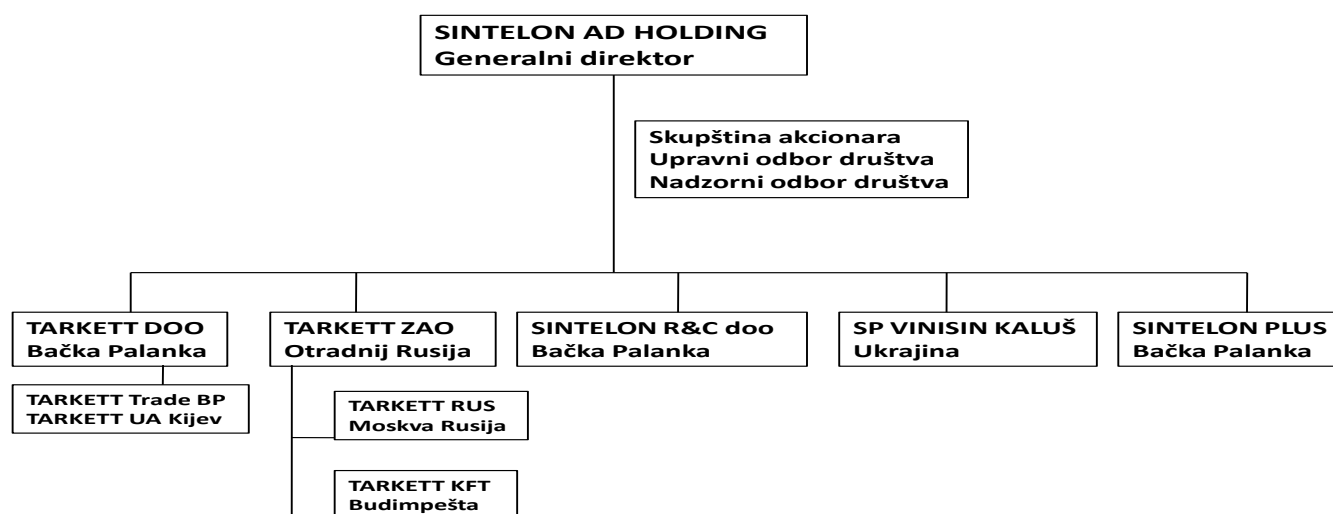 SINTELON AD HOLDING
Generalni direktor
Skupština akcionara
Upravni odbor društva
Nadzorni odbor društva
TARKETT DOO
Bačka Palanka
TARKETT ZAO
Otradnij Rusija
SINTELON R&C doo
Bačka Palanka
SP VINISIN KALUŠ
Ukrajina
SINTELON PLUS
Bačka Palanka
TARKETT Trade BP
TARKETT UA Kijev
TARKETT RUS
Moskva Rusija
TARKETT KFT
Budimpešta